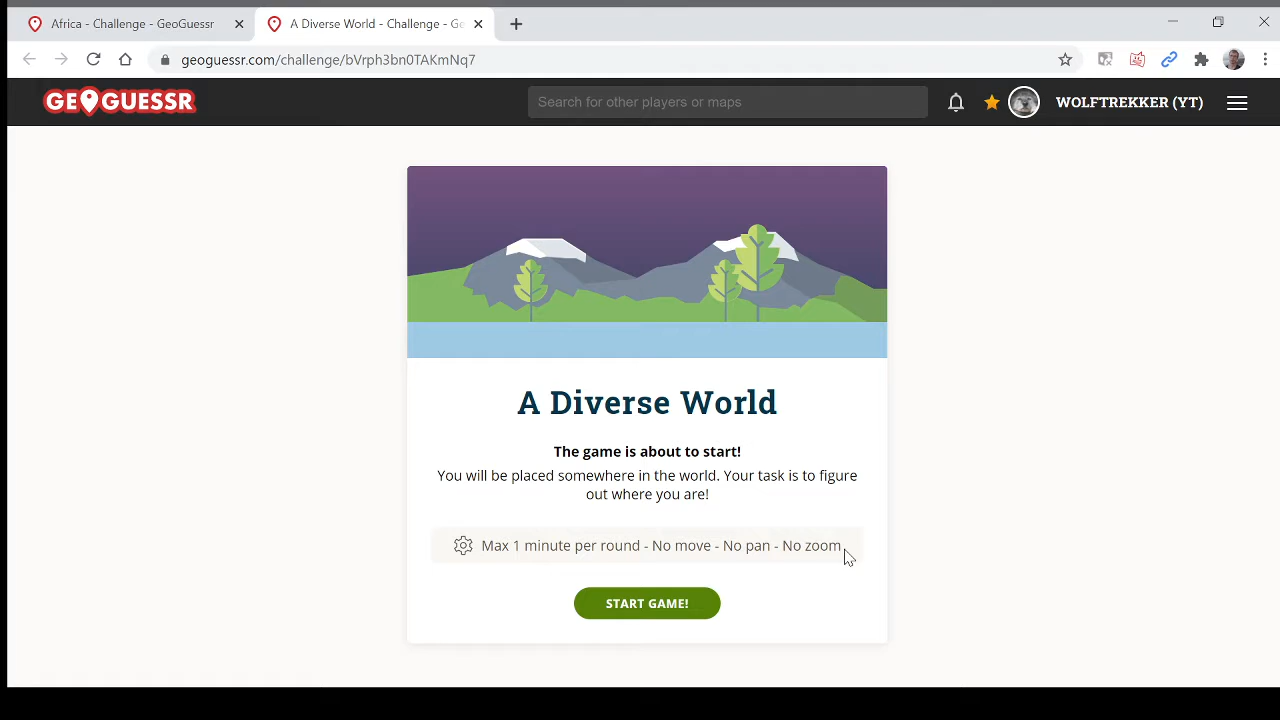 Africa - Challenge - GeoGuessr
A Diverse World - Challenge - Ge
geoguessr.com/challenge/bVrph3bn0TAKmNq7
GEOGUESSR
Search for other players or maps
WOLFTREKKER (YT)
A Diverse World
The game is about to start!
You will be placed somewhere in the world. Your task is to figure
out where you are!
Max 1 minute per round - No move - No pan - No zoom
START GAME!